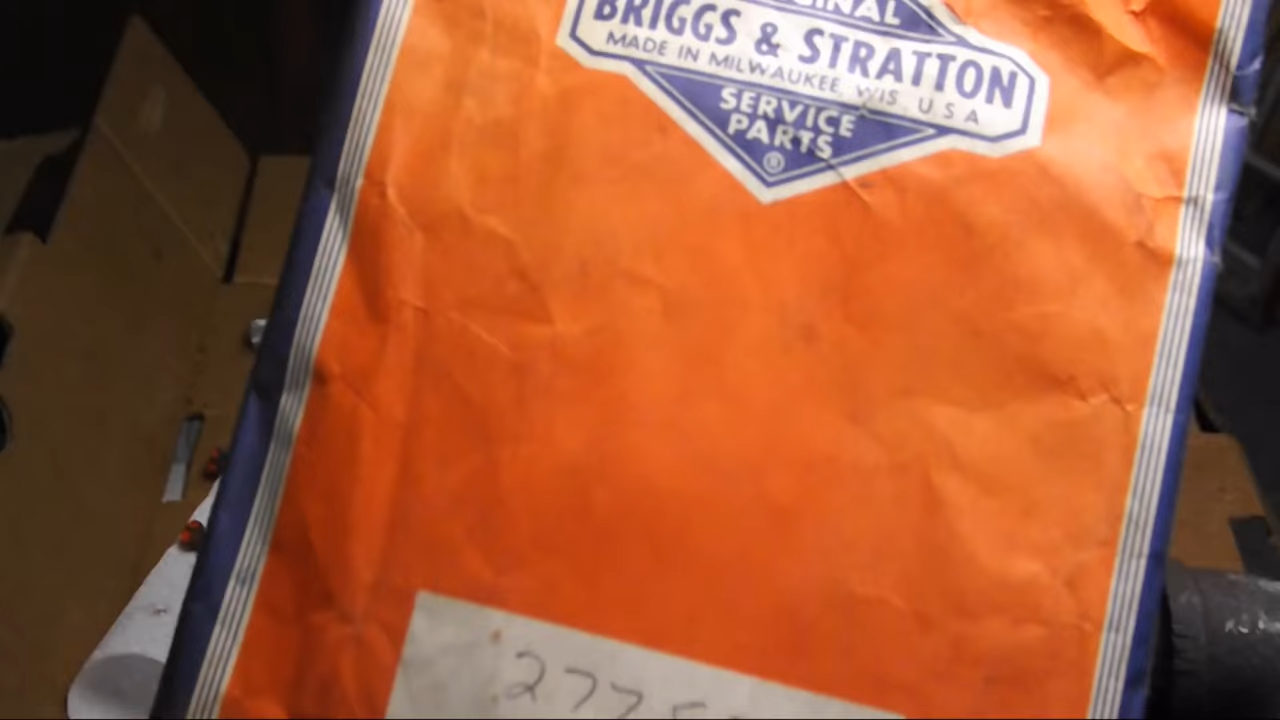 BRIGGS & STRATTON
MADE IN MILWAUKEE, WIS. U S A
SERVICE
PARTS
®